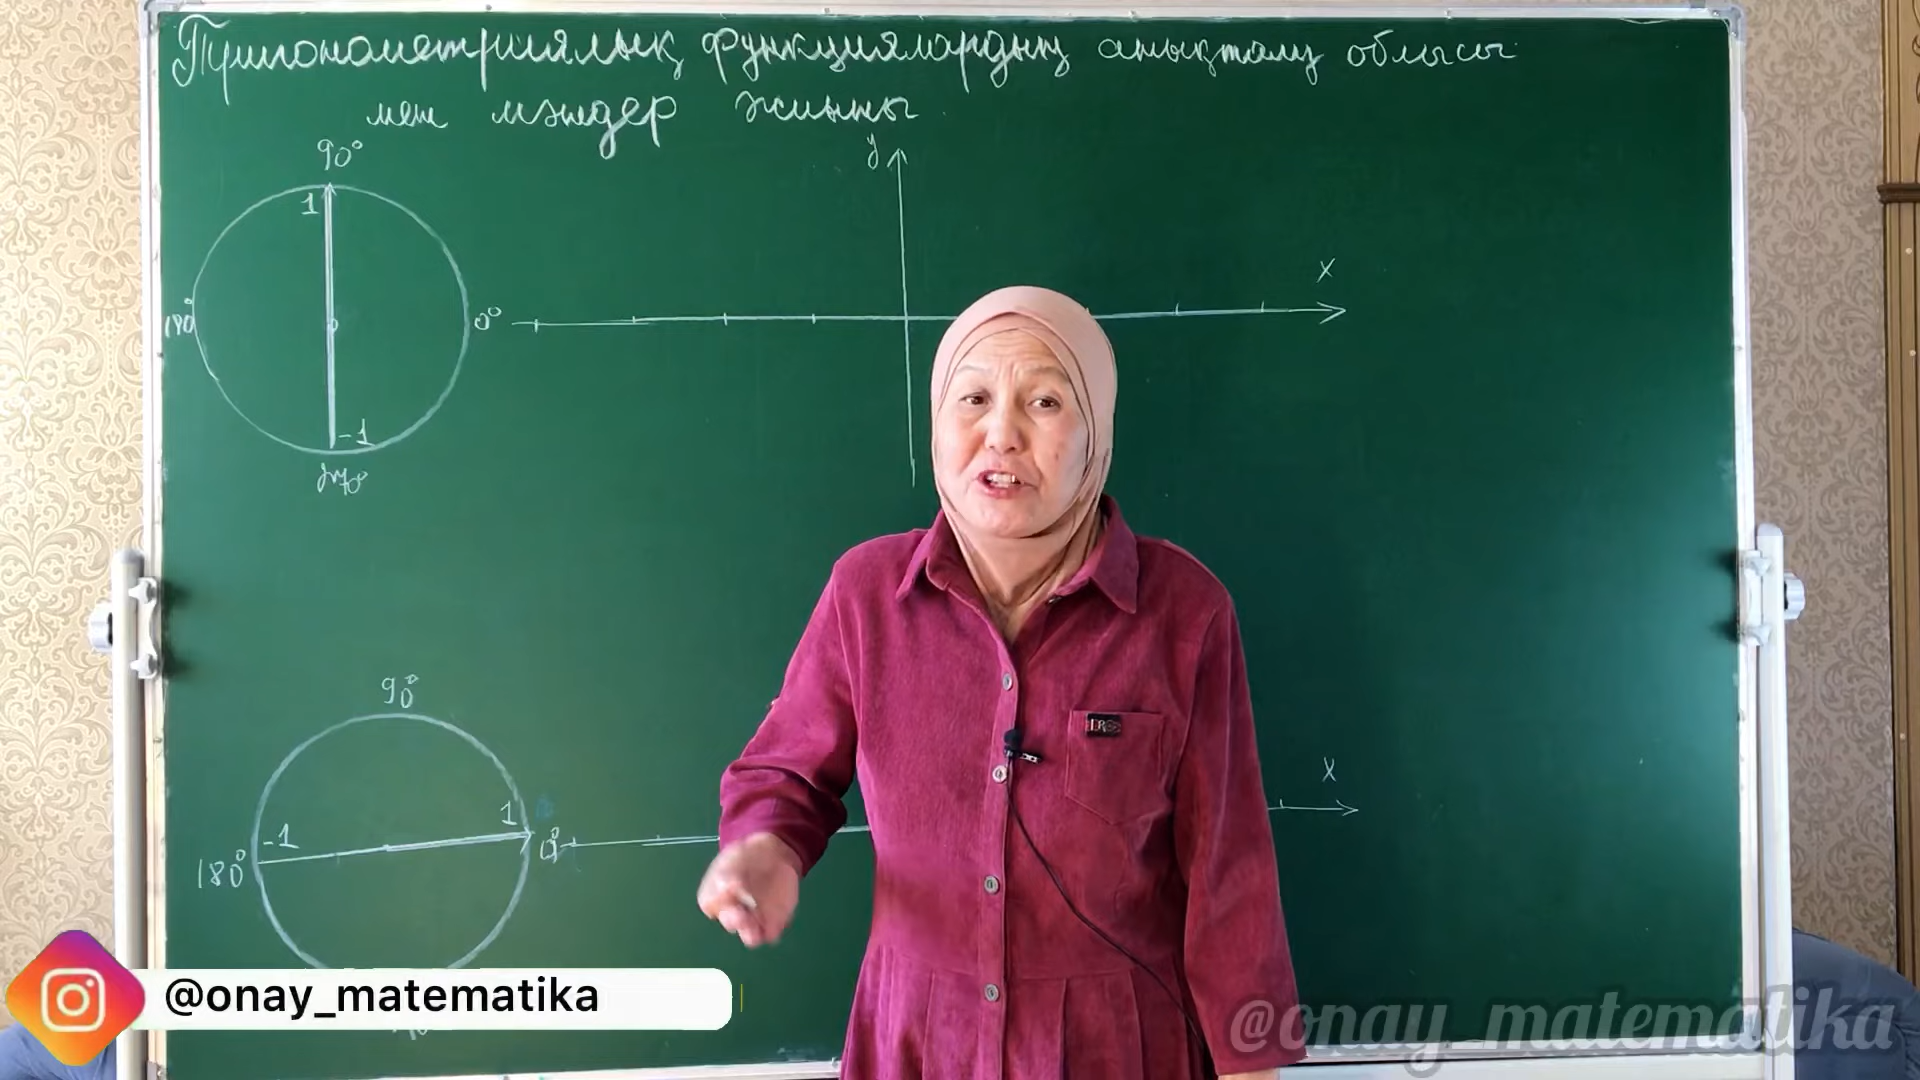 Тригонометриялық функциялардың анықталу облысы
мен мәндер жиыны
90°
1
180°
0°
-1
270°
y
x
90°
-1
1
180°
0°
x
@onay_matematika
@onay_matematika